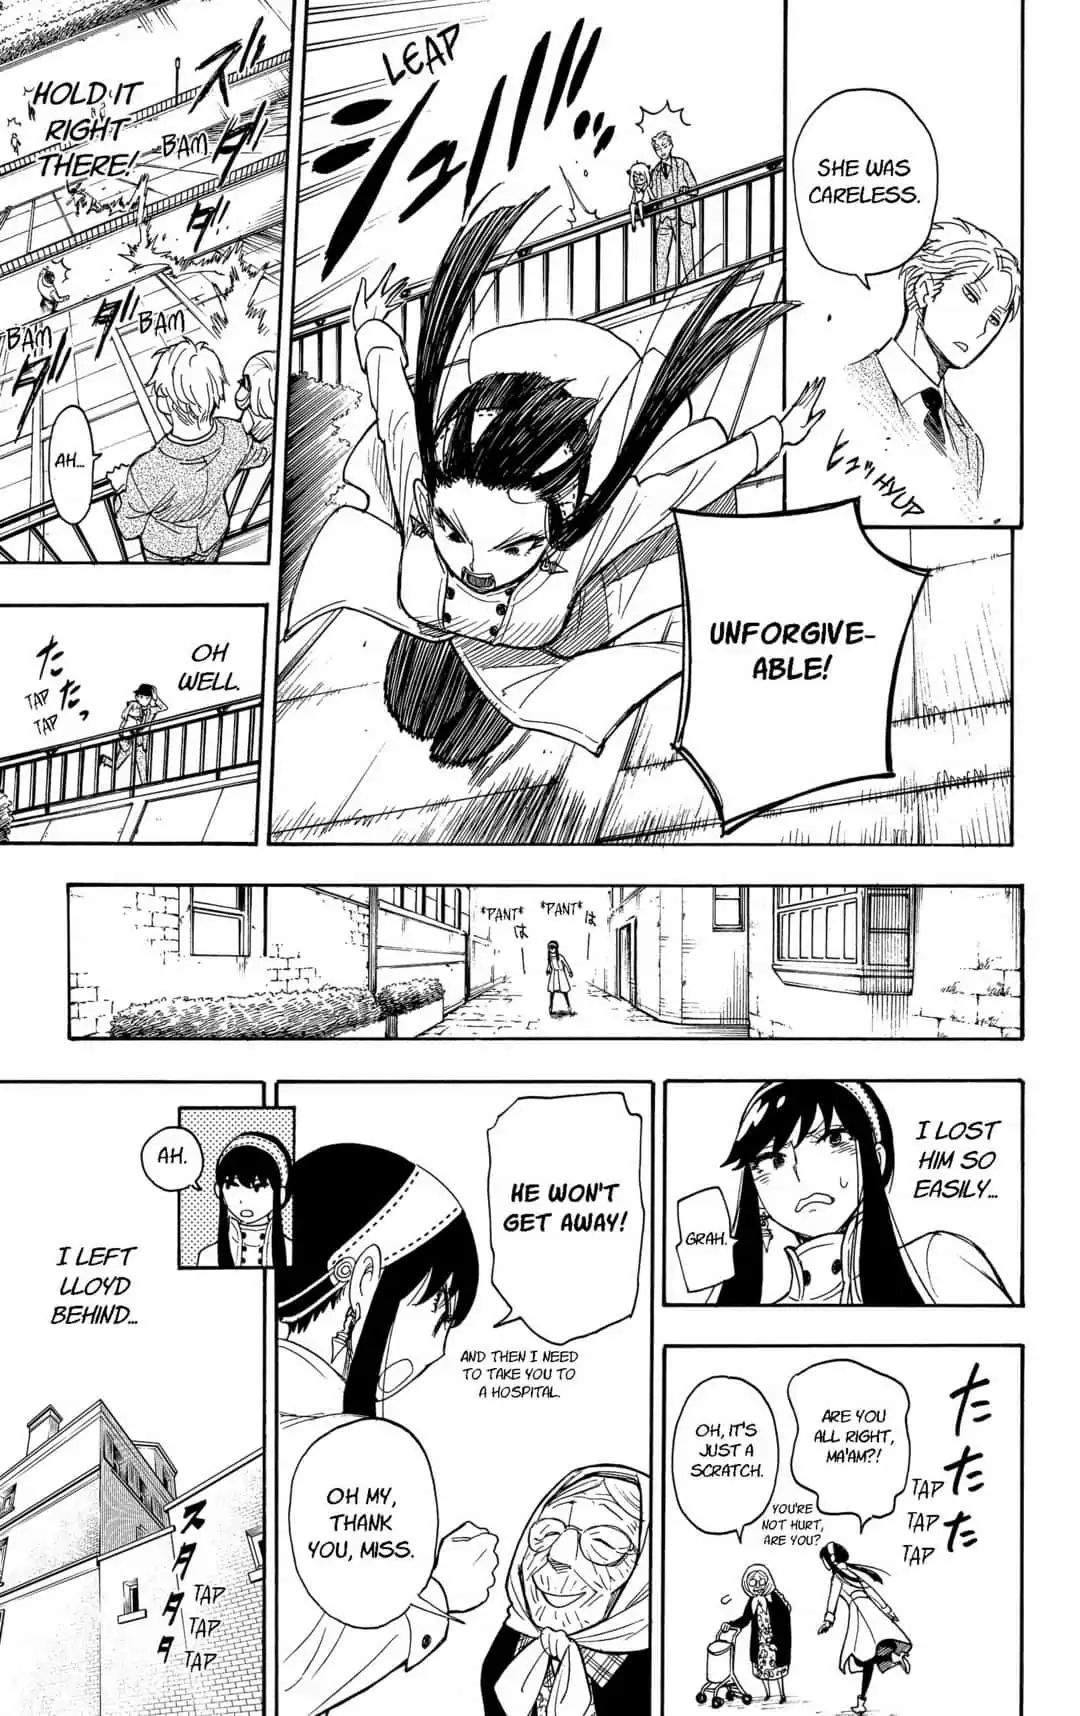 SHE WAS
CARELESS.
ヒュッ
HYUP
LEAP
シュバッ
UNFORGIVE-
ABLE!
HOLD IT
RIGHT
THERE!
ズダダダダ
BAM
BAM
BAM
AH...
OH
WELL.
たったっ
TAP
TAP
*PANT*
は
*PANT*
は
I LOST
HIM SO
EASILY...
GRAH.
たたた
TAP
TAP
TAP
ARE YOU
ALL RIGHT,
MA'AM?!
YOU'RE
NOT HURT,
ARE YOU?
OH, IT'S
JUST A
SCRATCH.
HE WON'T
GET AWAY!
AND THEN I NEED
TO TAKE YOU TO
A HOSPITAL.
OH MY,
THANK
YOU, MISS.
AH.
I LEFT
LLOYD
BEHIND...
スタタタ
TAP
TAP
TAP